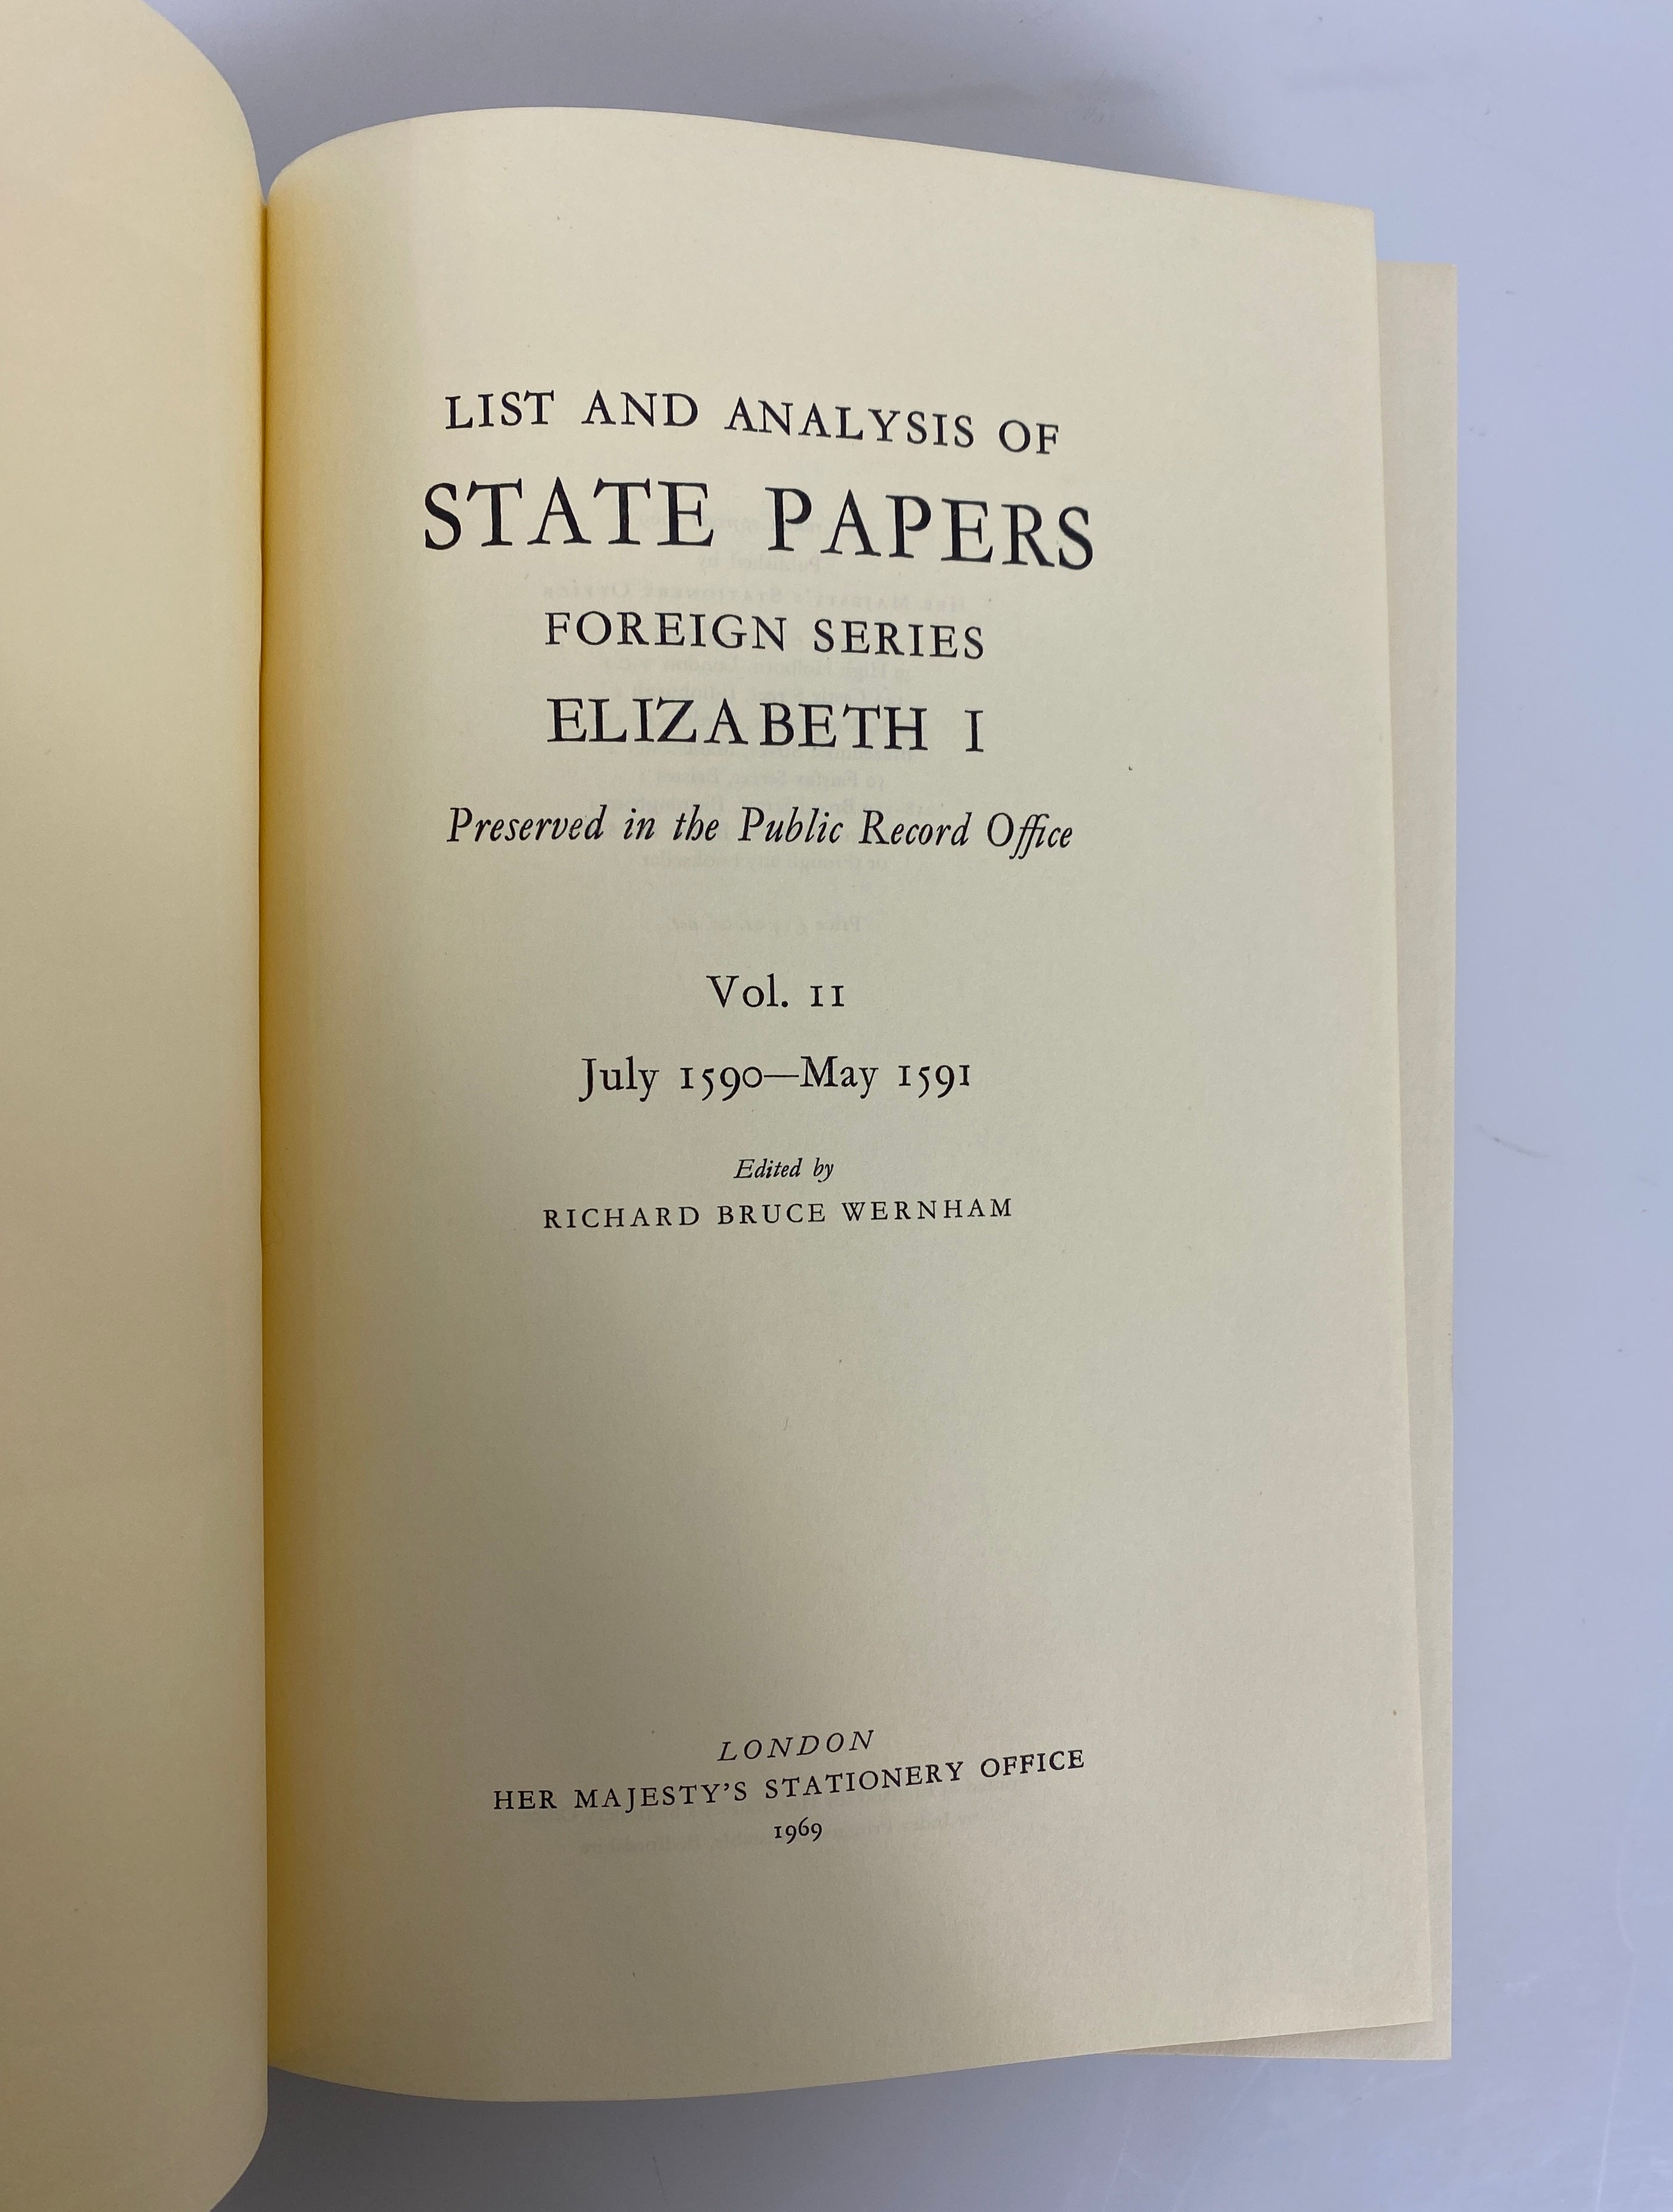 LIST AND ANALYSIS OF
STATE PAPERS
FOREIGN SERIES
ELIZABETH I
Preserved in the Public Record Office
Vol. II
July 1590—May 1591
Edited by
RICHARD BRUCE WERNHAM
LONDON
HER MAJESTY'S STATIONERY OFFICE
1969